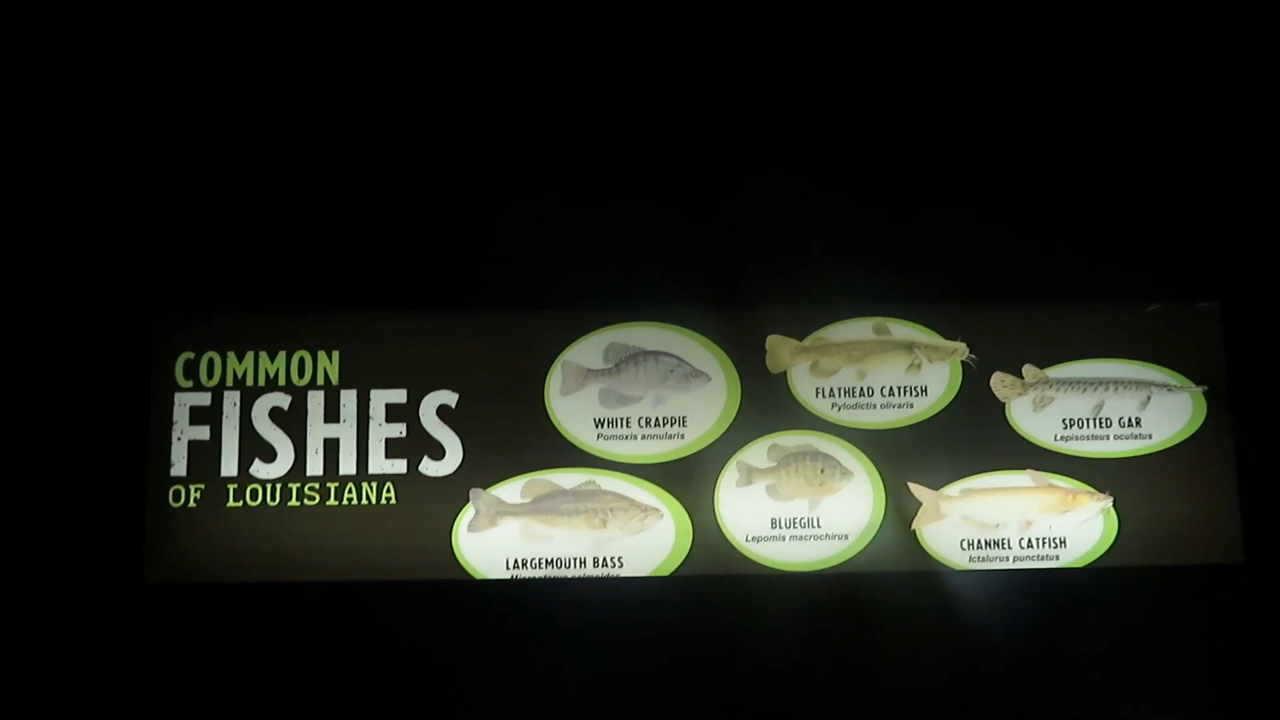 COMMON
FISHES
OF LOUISIANA
WHITE CRAPPIE
Pomoxis annularis
FLATHEAD CATFISH
Pylodictis olivaris
SPOTTED GAR
Lepisosteus oculatus
LARGEMOUTH BASS
BLUEGILL
Lepomis macrochirus
CHANNEL CATFISH
Ictalurus punctatus